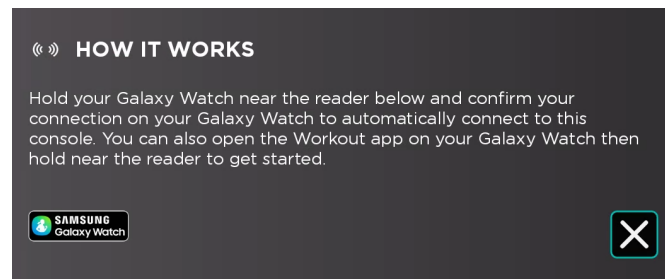 HOW IT WORKS
Hold your Galaxy Watch near the reader below and confirm your
connection on your Galaxy Watch to automatically connect to this
console. You can also open the Workout app on your Galaxy Watch then
hold near the reader to get started.
SAMSUNG
Galaxy Watch